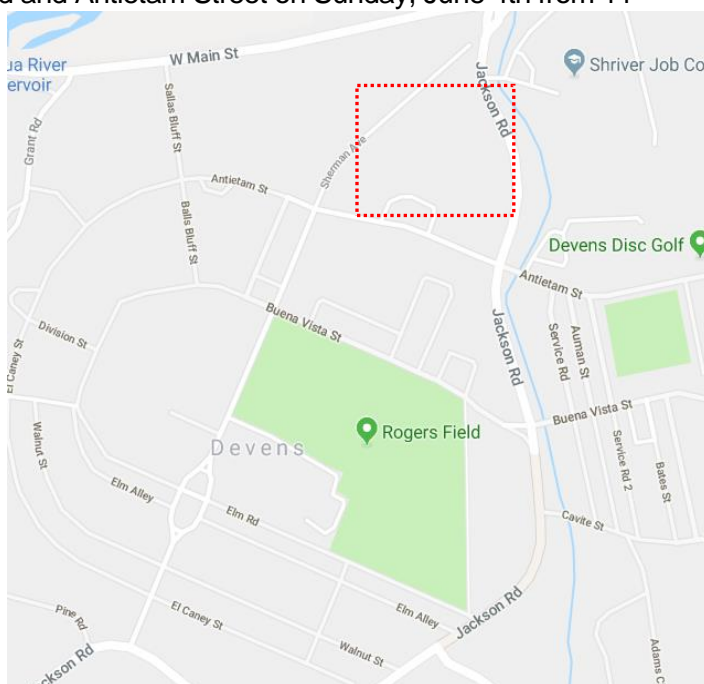 d and Antietam Street on Sunday, June 4th from 11
W Main St
ua River
ervoir
Jackson Rd
Shriver Job Co
Sallas Bluff St
Grant Rd
Sherman Ave
Antietam St
Balls Bluff St
Devens Disc Golf
Antietam St
Buena Vista St
Jackson Rd
Division St
Service Rd
Auman St
El Caney St
Buena Vista St
Rogers Field
Walnut St
Devens
Service Rd 2
Bates St
Elm Alley
Elm Rd
Cavite St
El Caney St
Elm Alley
Jackson Rd
Pine Rd
Walnut St
Adams C
ckson Rd